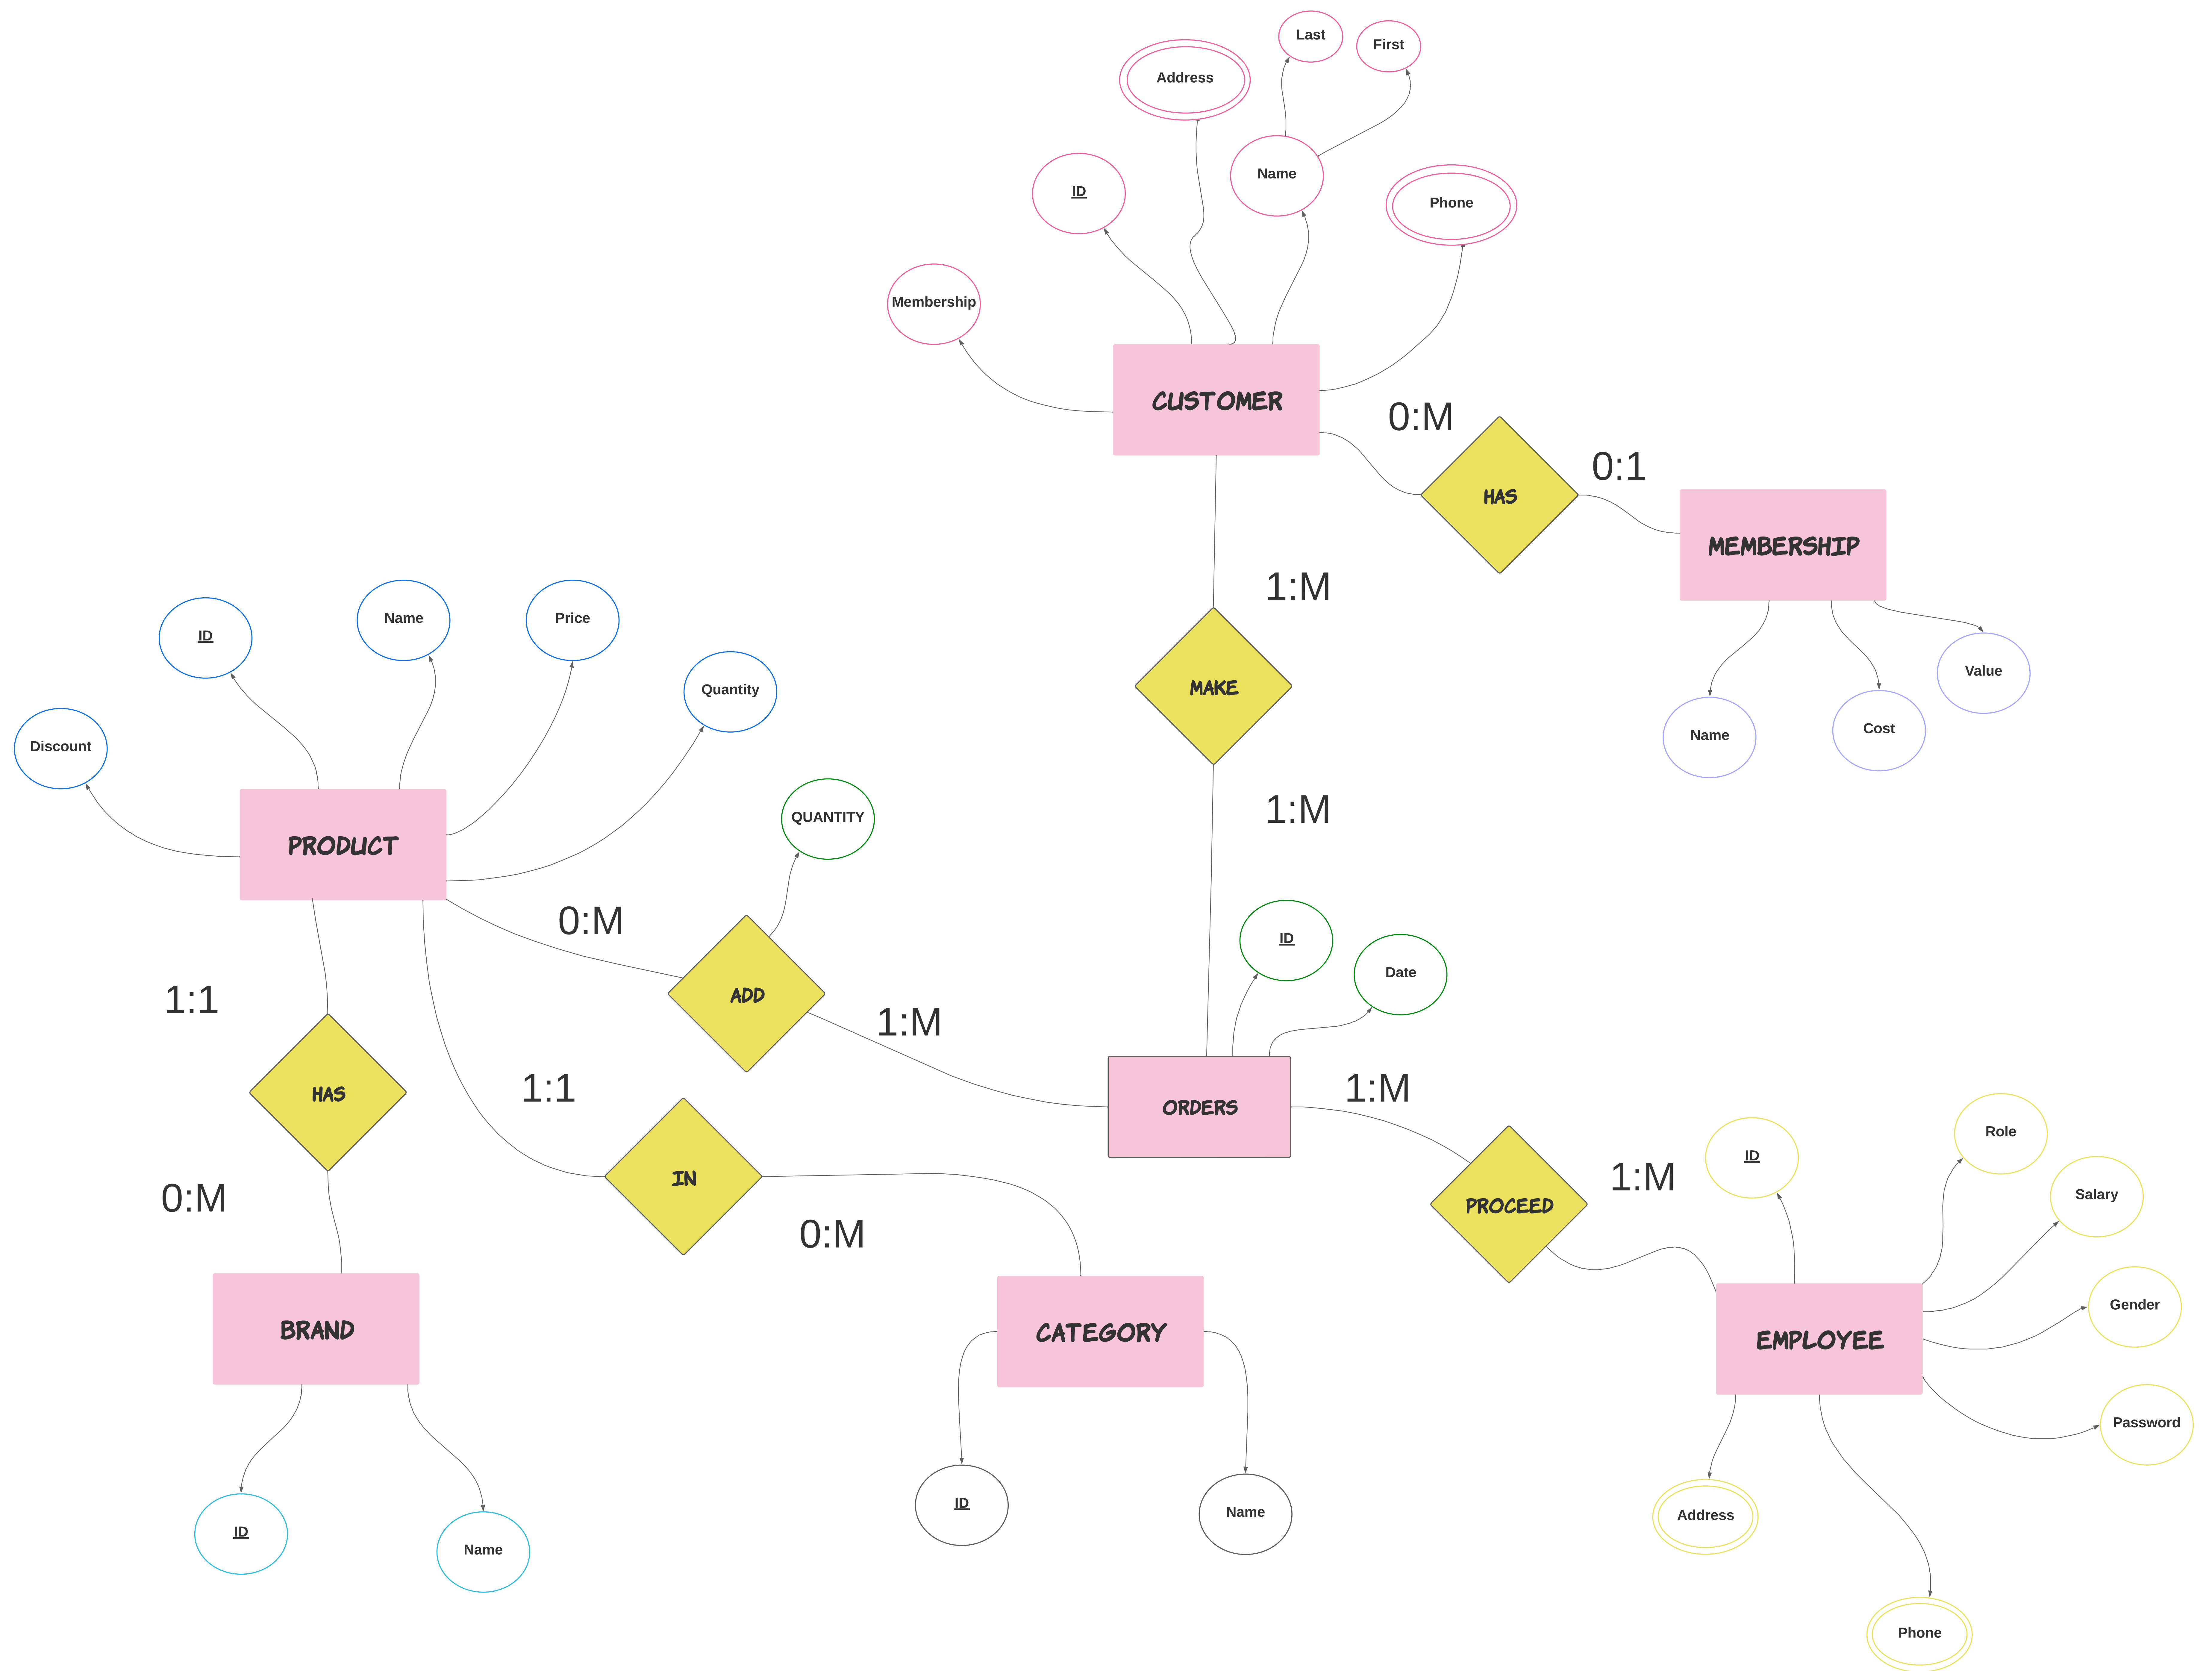 Last
First
Address
Name
ID
Phone
Membership
CUSTOMER
0:M
0:1
HAS
MEMBERSHIP
1:M
Name
Price
ID
Value
Quantity
MAKE
Cost
Name
Discount
1:M
QUANTITY
PRODUCT
0:M
ID
Date
ADD
1:1
1:M
1:1
HAS
1:M
ORDERS
Role
ID
IN
1:M
Salary
0:M
PROCEED
0:M
Gender
BRAND
CATEGORY
EMPLOYEE
Password
ID
Name
Address
ID
Name
Phone